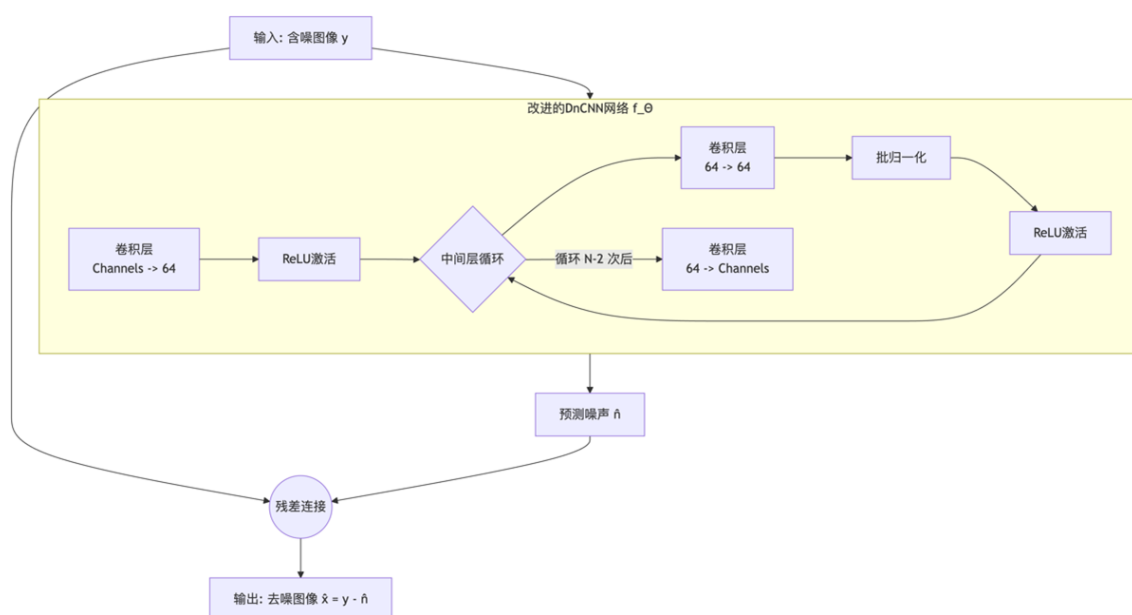 输入: 含噪图像 y
改进的DnCNN网络 f_Θ
卷积层
64 -> 64
批归一化
卷积层
Channels -> 64
ReLU激活
中间层循环
循环 N-2 次后
卷积层
64 -> Channels
ReLU激活
预测噪声 n̂
残差连接
输出: 去噪图像 x̂ = y - n̂